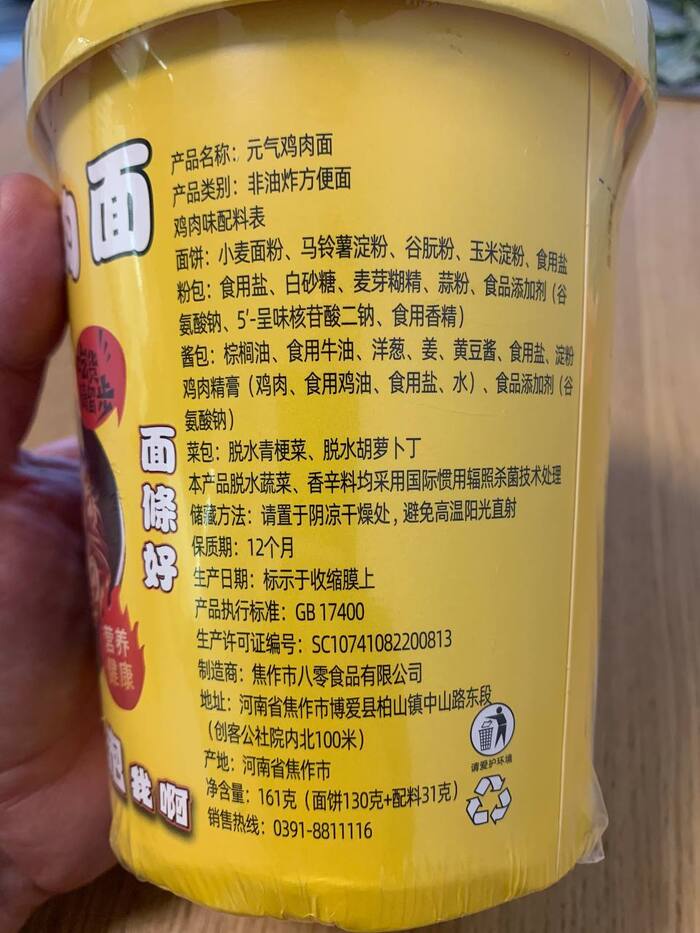 面
产品名称：元气鸡肉面
产品类别：非油炸方便面
鸡肉味配料表
面饼：小麦面粉、马铃薯淀粉、谷朊粉、玉米淀粉、食用盐
粉包：食用盐、白砂糖、麦芽糊精、蒜粉、食品添加剂（谷
氨酸钠、5’-呈味核苷酸二钠、食用香精）
酱包：棕榈油、食用牛油、洋葱、姜、黄豆酱、食用盐、淀粉
鸡肉精膏（鸡肉、食用鸡油、食用盐、水）、食品添加剂（谷
氨酸钠）
菜包：脱水青梗菜、脱水胡萝卜丁
本产品脱水蔬菜、香辛料均采用国际惯用辐照杀菌技术处理
储藏方法：请置于阴凉干燥处，避免高温阳光直射
保质期：12个月
生产日期：标示于收缩膜上
产品执行标准：GB 17400
生产许可证编号：SC10741082200813
制造商：焦作市八零食品有限公司
地址：河南省焦作市博爱县柏山镇中山路东段
（创客公社院内北100米）
产地：河南省焦作市
净含量：161克（面饼130克+配料31克）
销售热线：0391-8811116
请爱护环境
面條好
营养
健康
我啊